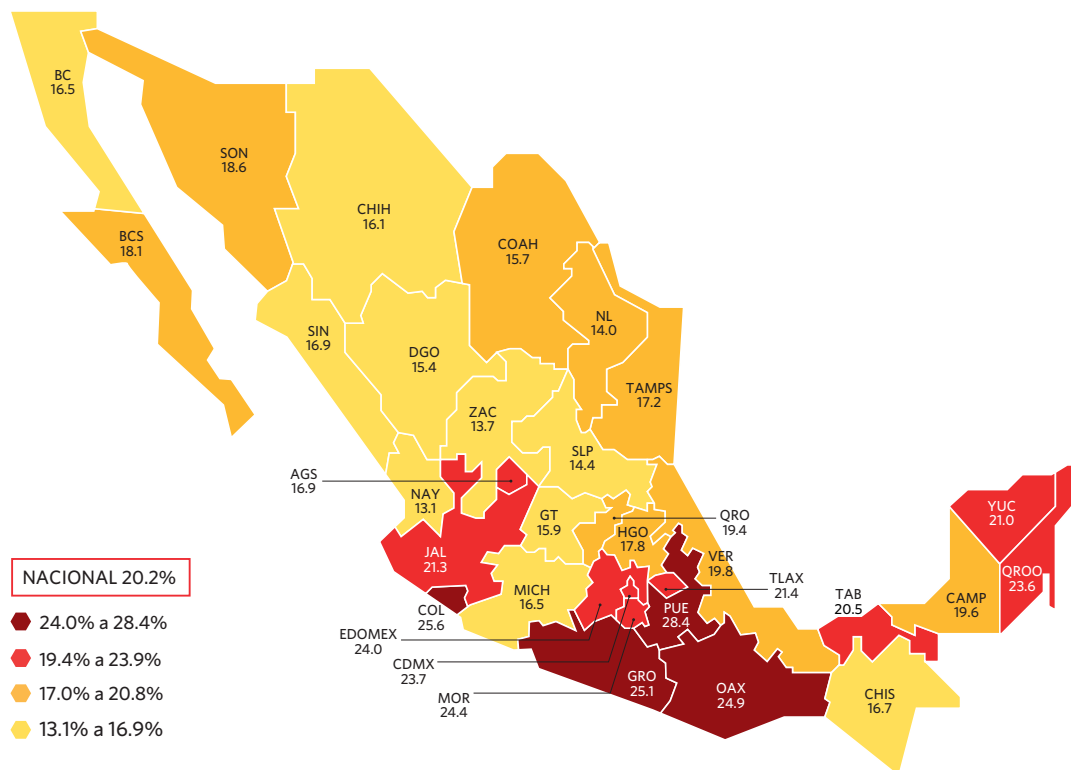 BC
16.5
SON
18.6
CHIH
16.1
BCS
18.1
COAH
15.7
NL
14.0
SIN
16.9
DGO
15.4
TAMPS
17.2
ZAC
13.7
SLP
14.4
AGS
16.9
NAY
13.1
GT
15.9
QRO
19.4
HGO
17.8
YUC
21.0
JAL
21.3
VER
19.8
QROO
23.6
NACIONAL 20.2%
TLAX
21.4
MICH
16.5
CAMP
19.6
TAB
20.5
COL
25.6
PUE
28.4
24.0% a 28.4%
EDOMEX
24.0
19.4% a 23.9%
CDMX
23.7
GRO
25.1
OAX
24.9
CHIS
16.7
17.0% a 20.8%
MOR
24.4
13.1% a 16.9%